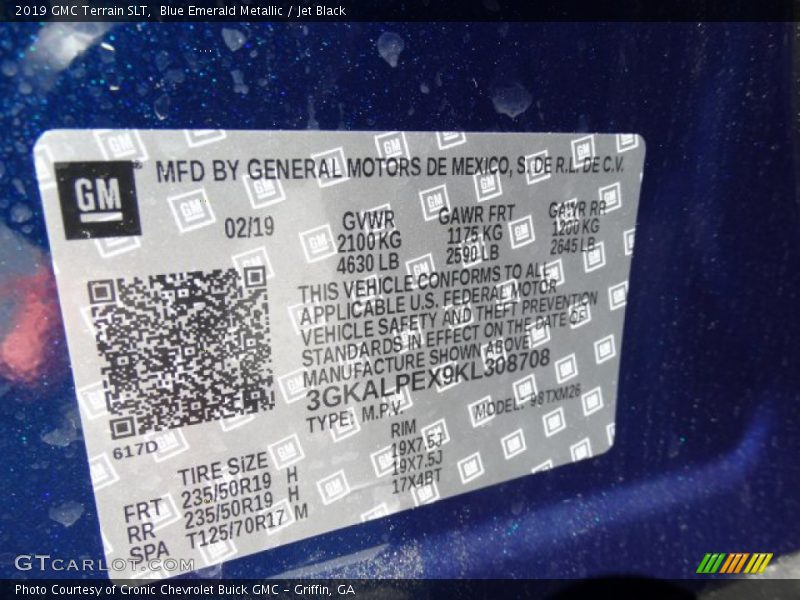 2019 GMC Terrain SLT, Blue Emerald Metallic / Jet Black
GM
MFD BY GENERAL MOTORS DE MEXICO, S. DE R.L. DE C.V.
02/19 GVWR GAWR FRT GAWR RR
2100 KG 1175 KG 1200 KG
4630 LB 2590 LB 2645 LB
THIS VEHICLE CONFORMS TO ALL
APPLICABLE U.S. FEDERAL MOTOR
VEHICLE SAFETY AND THEFT PREVENTION
STANDARDS IN EFFECT ON THE DATE OF
MANUFACTURE SHOWN ABOVE
3GKALPEX9KL308708
TYPE: M.P.V. MODEL: 98TXM26
617D
TIRE SIZE RIM
FRT 235/50R19 H 19X7.5J
RR 235/50R19 H 19X7.5J
SPA T125/70R17 M 17X4BT
GTCARLOT.COM
Photo Courtesy of Cronic Chevrolet Buick GMC - Griffin, GA